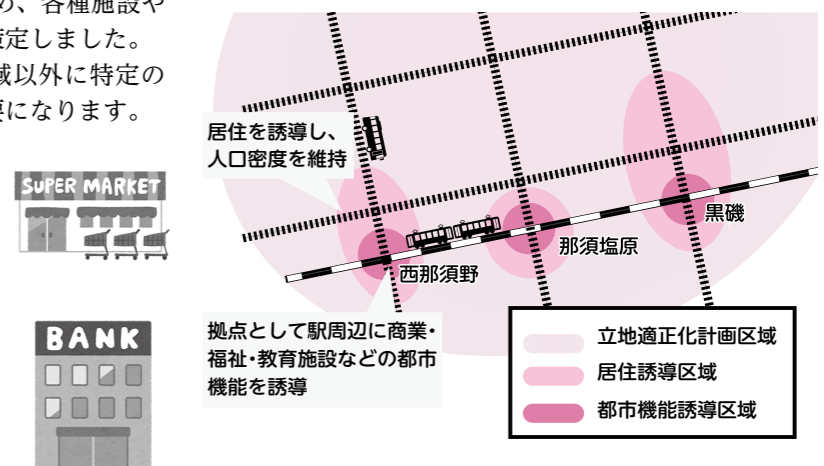 め、各種施設や
定しました。
域以外に特定の
要になります。
SUPER MARKET
BANK
居住を誘導し、
人口密度を維持
黒磯
那須塩原
西那須野
拠点として駅周辺に商業・
福祉・教育施設などの都市
機能を誘導
立地適正化計画区域
居住誘導区域
都市機能誘導区域